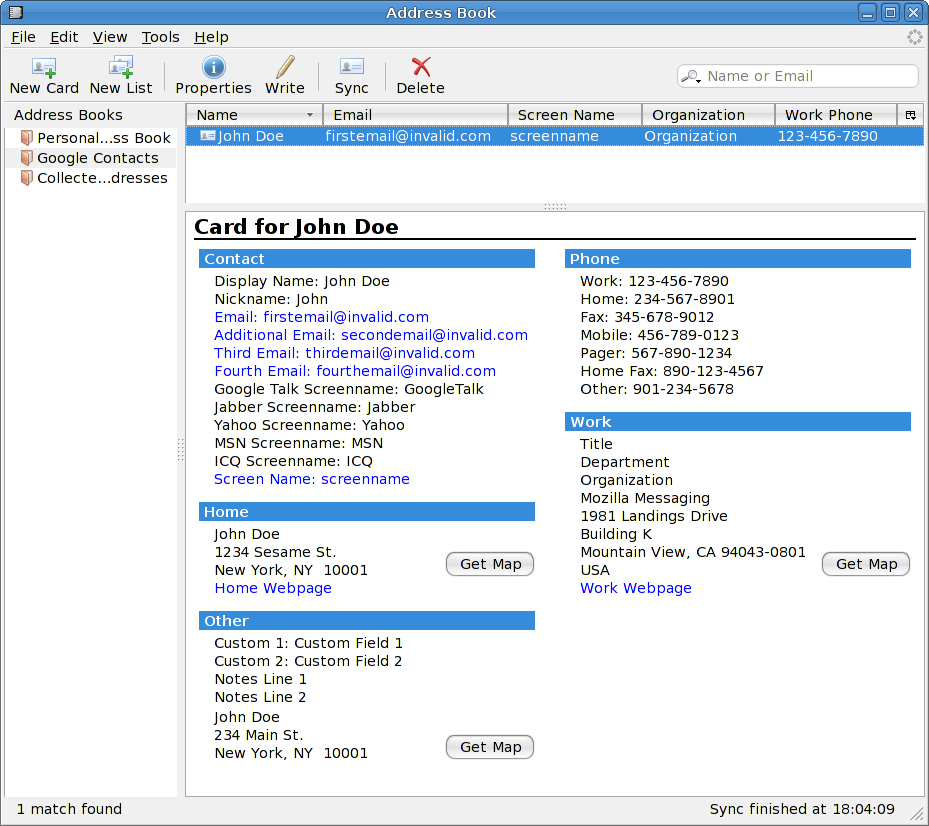 Address Book
File Edit View Tools Help
New Card New List Properties Write Sync Delete Name or Email
Address Books
Personal...ss Book
Google Contacts
Collecte...dresses
Name Email Screen Name Organization Work Phone
John Doe firstemail@invalid.com screenname Organization 123-456-7890
Card for John Doe
Contact
Display Name: John Doe
Nickname: John
Email: firstemail@invalid.com
Additional Email: secondemail@invalid.com
Third Email: thirdemail@invalid.com
Fourth Email: fourthemail@invalid.com
Google Talk Screenname: GoogleTalk
Jabber Screenname: Jabber
Yahoo Screenname: Yahoo
MSN Screenname: MSN
ICQ Screenname: ICQ
Screen Name: screenname
Home
John Doe
1234 Sesame St.
New York, NY  10001
Home Webpage
Get Map
Other
Custom 1: Custom Field 1
Custom 2: Custom Field 2
Notes Line 1
Notes Line 2
John Doe
234 Main St.
New York, NY  10001
Get Map
Phone
Work: 123-456-7890
Home: 234-567-8901
Fax: 345-678-9012
Mobile: 456-789-0123
Pager: 567-890-1234
Home Fax: 890-123-4567
Other: 901-234-5678
Work
Title
Department
Organization
Mozilla Messaging
1981 Landings Drive
Building K
Mountain View, CA 94043-0801
USA
Work Webpage
Get Map
1 match found
Sync finished at 18:04:09